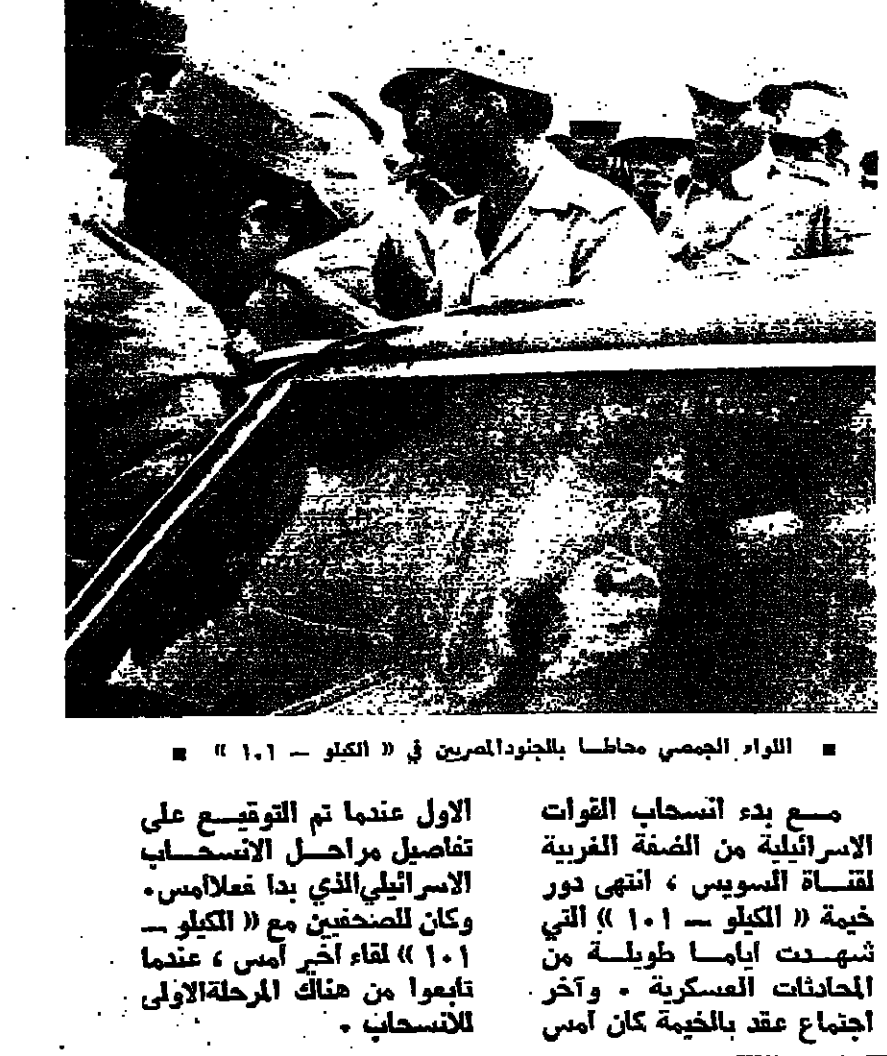 ■ اللواء الجمصي محاطا بالجنود المصريين في « الكيلو — ١٠١ » ■
مع بدء انسحاب القوات
الاسرائيلية من الضفة الغربية
لقناة السويس ، انتهى دور
خيمة « الكيلو — ١٠١ » التي
شهدت اياما طويلة من
المحادثات العسكرية . وآخر
اجتماع عقد بالخيمة كان امس
الاول عندما تم التوقيع على
تفاصيل مراحل الانسحاب
الاسرائيلي الذي بدا فعلا امس .
وكان للصحفيين مع « الكيلو —
١٠١ » لقاء اخير امس ، عندما
تابعوا من هناك المرحلة الاولى
للانسحاب .